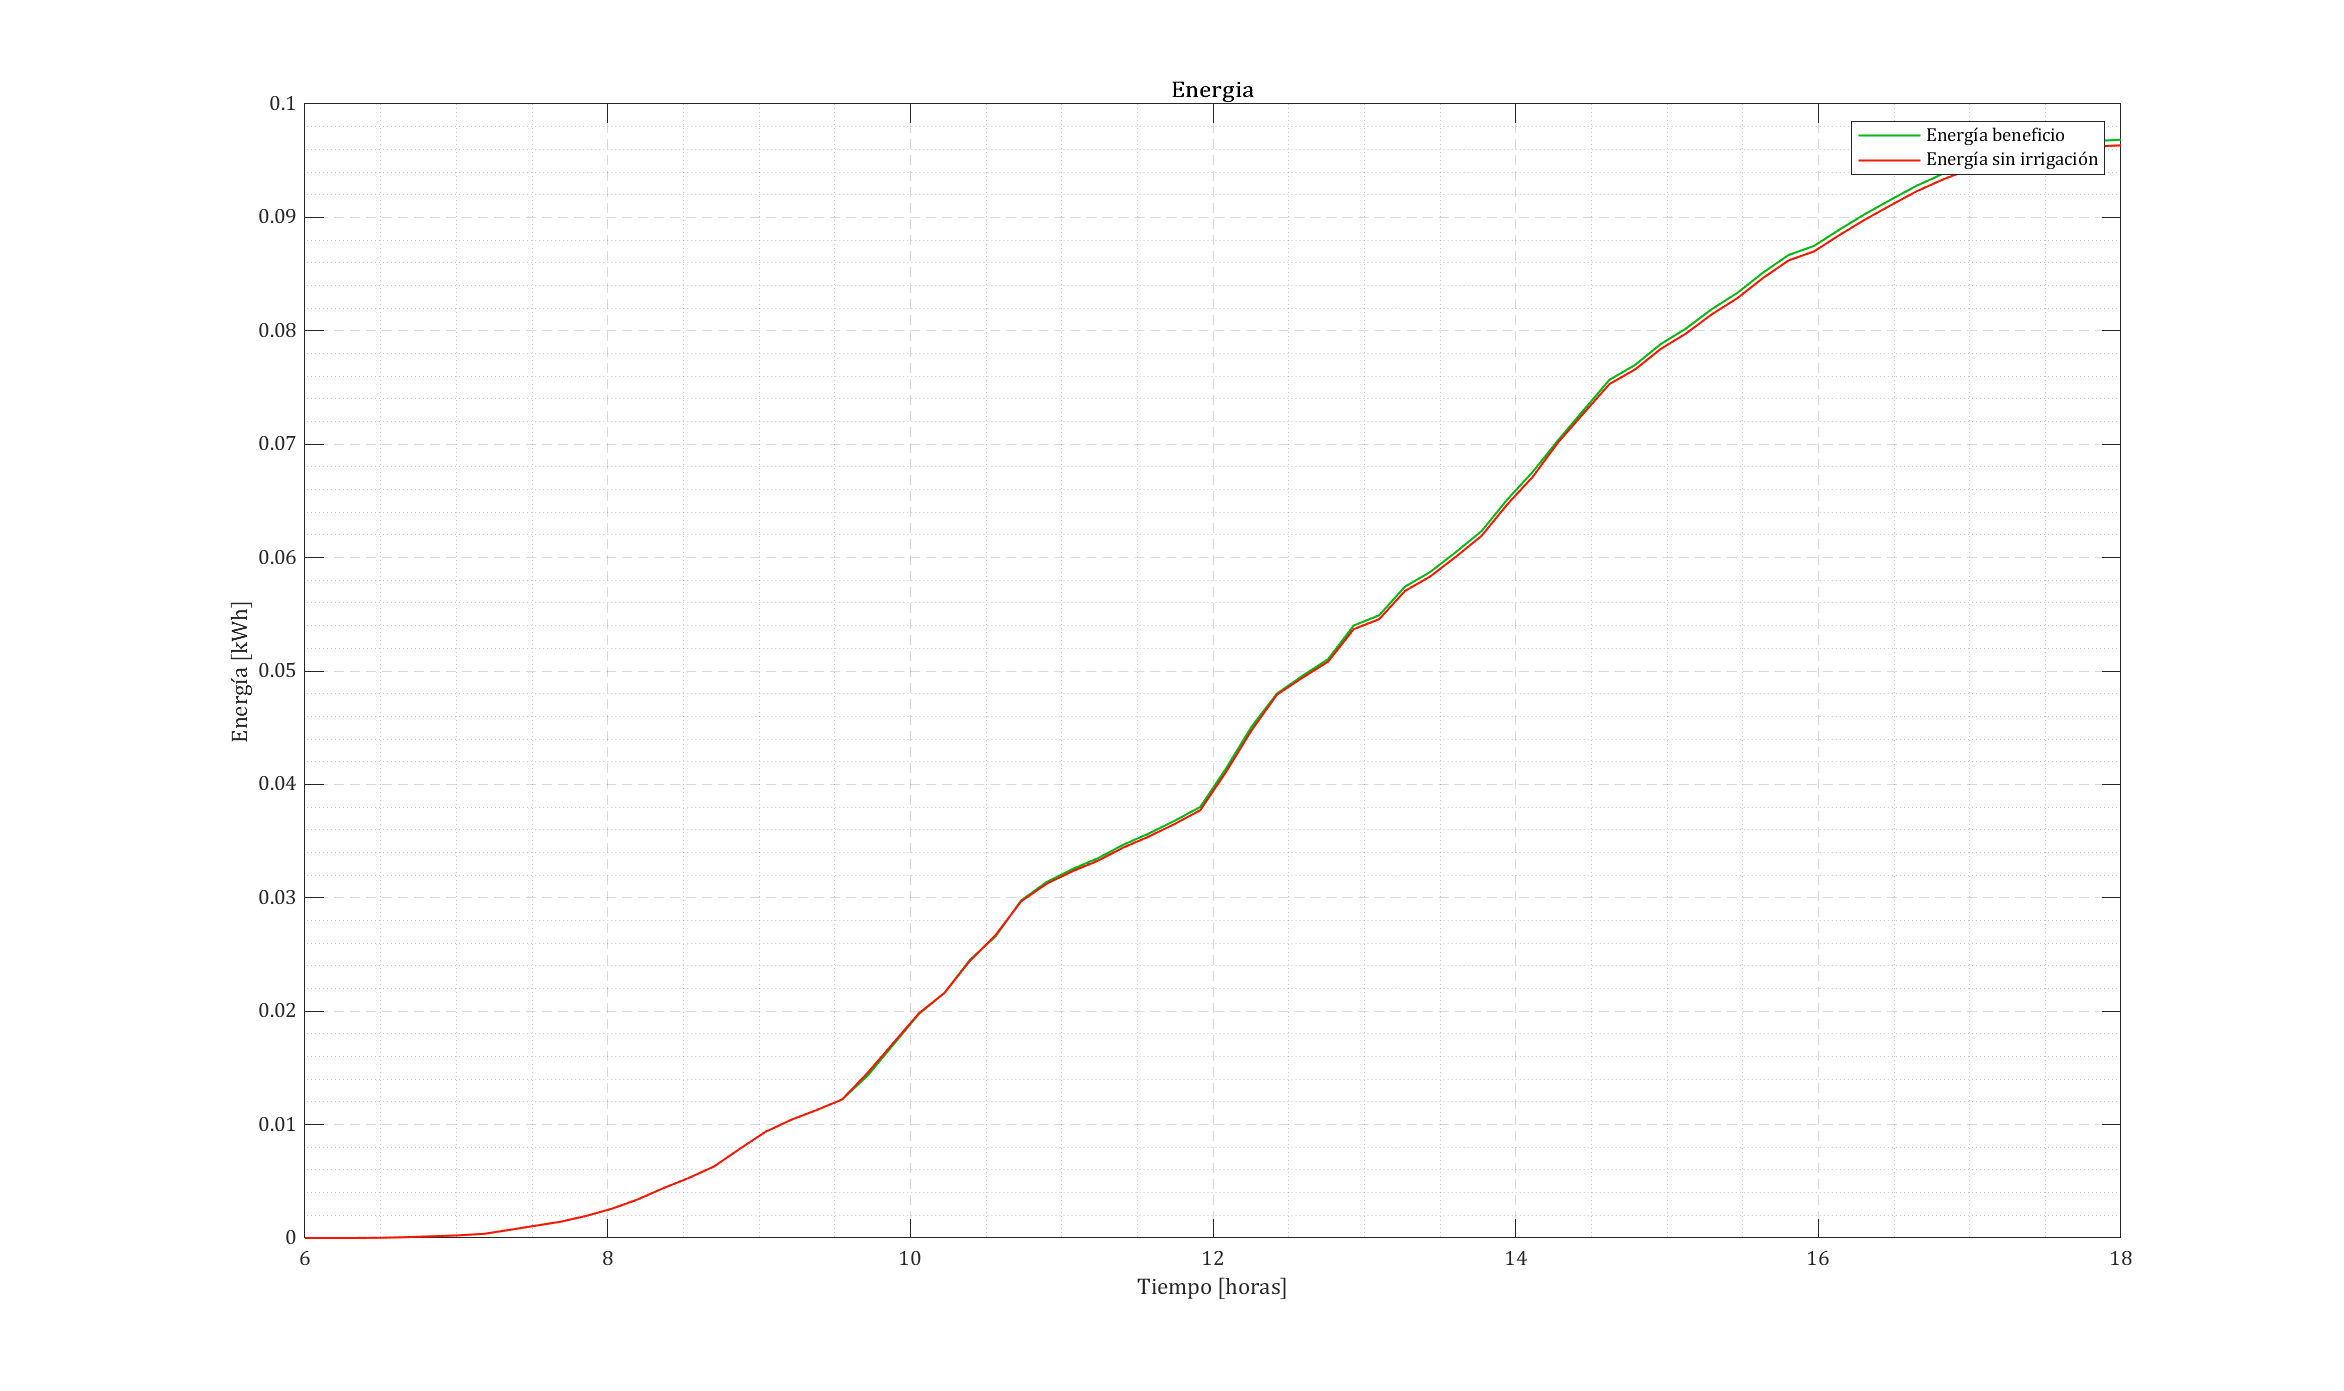 Energia
0.1
0.09
0.08
0.07
0.06
0.05
0.04
0.03
0.02
0.01
0
Energía [kWh]
Energía beneficio
Energía sin irrigación
6 8 10 12 14 16 18
Tiempo [horas]